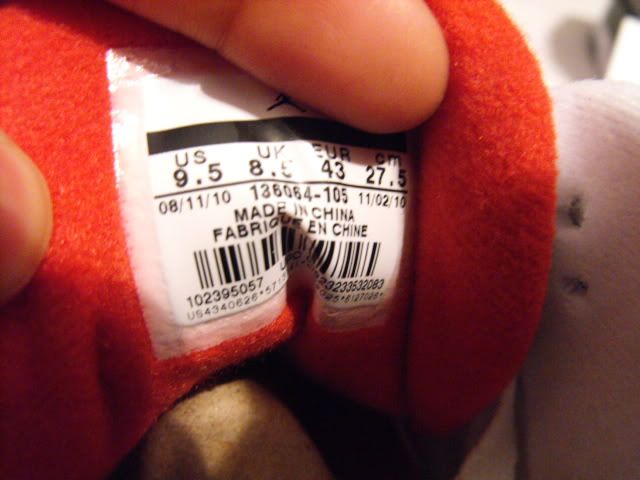 US UK EUR cm
9.5 8.5 43 27.5
08/11/10 136064-105 11/02/10
MADE IN CHINA
FABRIQUE EN CHINE
102395057